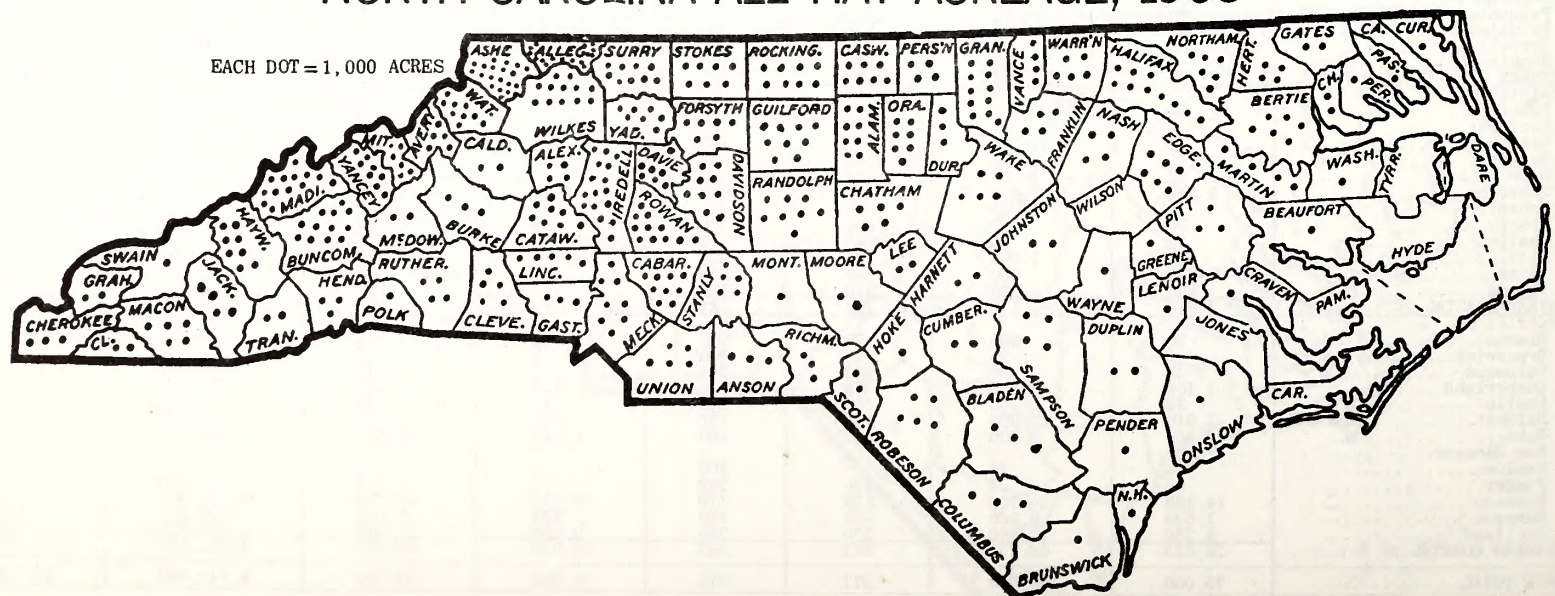 EACH DOT = 1,000 ACRES
ASHE
ALLEG.
SURRY
STOKES
ROCKING.
CASW.
PERS'N
GRAN.
VANCE
WARR'N
HALIFAX
NORTHAM.
HERT.
GATES
CA.
CUR.
PAS.
PER.
CH.
WAT.
WILKES
YAD.
FORSYTH
GUILFORD
ALAM.
ORA.
DUR.
FRANKLIN
NASH
BERTIE
MIT.
AVERY
CALD.
ALEX.
IREDELL
DAVIE
DAVIDSON
WAKE
EDGE.
MARTIN
WASH.
TYRR.
DARE
MADI.
YANCEY
ROWAN
RANDOLPH
CHATHAM
WILSON
PITT
BEAUFORT
HYDE
HAYW.
BUNCOM.
McDOW.
BURKE
CATAW.
LEE
JOHNSTON
GREENE
SWAIN
GRAH.
JACK.
HEND.
RUTHER.
LINC.
CABAR.
STANLY
MONT.
MOORE
HARNETT
WAYNE
LENOIR
CRAVEN
PAM.
CHEROKEE
MACON
CL.
TRAN.
POLK
CLEVE.
GAST.
MECK.
UNION
ANSON
RICHM.
HOKE
CUMBER.
SAMPSON
DUPLIN
JONES
CAR.
SCOT.
ROBESON
BLADEN
PENDER
ONSLOW
COLUMBUS
BRUNSWICK
N.H.